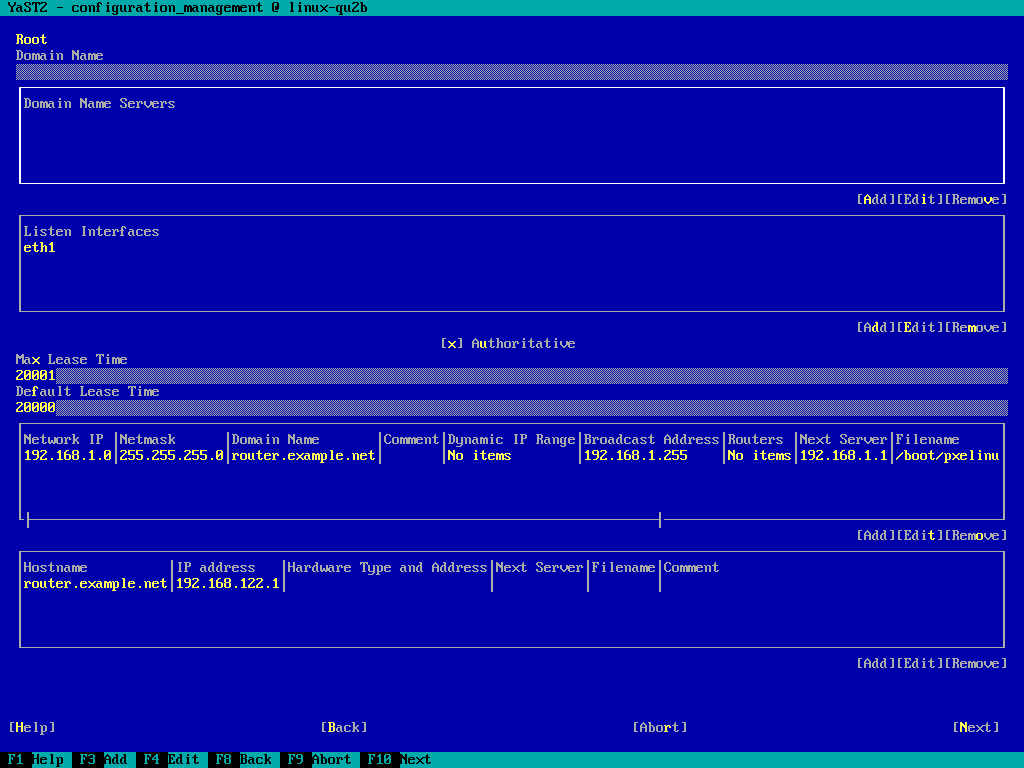 YaST2 - configuration_management @ linux-qu2b
Root
Domain Name
Domain Name Servers
[Add][Edit][Remove]
Listen Interfaces
eth1
[Add][Edit][Remove]
[x] Authoritative
Max Lease Time
20001
Default Lease Time
20000
Network IP |Netmask |Domain Name |Comment|Dynamic IP Range|Broadcast Address|Routers |Next Server|Filename
192.168.1.0|255.255.255.0|router.example.net| |No items |192.168.1.255 |No items|192.168.1.1|/boot/pxelinu
[Add][Edit][Remove]
Hostname |IP address |Hardware Type and Address|Next Server|Filename|Comment
router.example.net|192.168.122.1| | | |
[Add][Edit][Remove]
[Help] [Back] [Abort] [Next]
F1 Help F3 Add F4 Edit F8 Back F9 Abort F10 Next